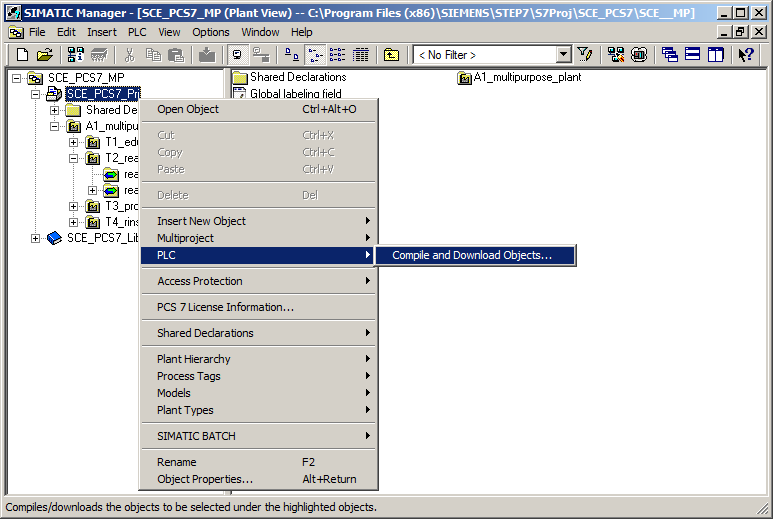 SIMATIC Manager - [SCE_PCS7_MP (Plant View) -- C:\Program Files (x86)\SIEMENS\STEP7\S7Proj\SCE_PCS7\SCE__MP]
File Edit Insert PLC View Options Window Help
< No Filter >
SCE_PCS7_MP
SCE_PCS7_Prj
Shared De
A1_multipu
T1_edu
T2_rea
rea
rea
T3_pro
T4_rins
SCE_PCS7_Lib
Shared Declarations
A1_multipurpose_plant
Global labeling field
Open Object Ctrl+Alt+O
Cut Ctrl+X
Copy Ctrl+C
Paste Ctrl+V
Delete Del
Insert New Object
Multiproject
PLC
Compile and Download Objects...
Access Protection
PCS 7 License Information...
Shared Declarations
Plant Hierarchy
Process Tags
Models
Plant Types
SIMATIC BATCH
Rename F2
Object Properties... Alt+Return
Compiles/downloads the objects to be selected under the highlighted objects.